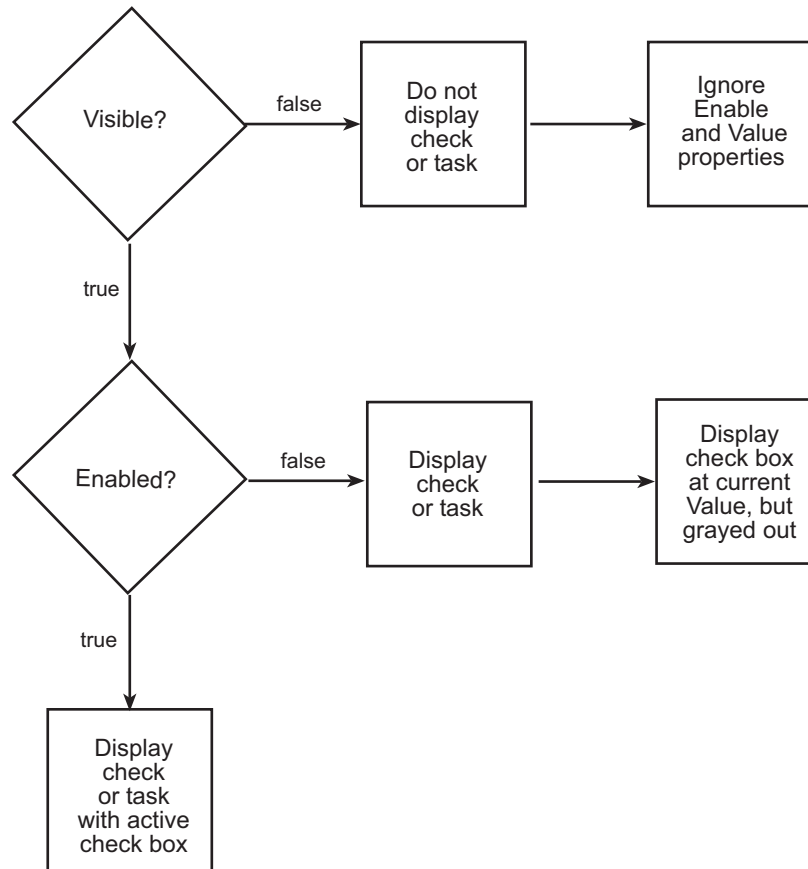 Visible?
false
Do not
display
check
or task
Ignore
Enable
and Value
properties
true
Enabled?
false
Display
check
or task
Display
check box
at current
Value, but
grayed out
true
Display
check
or task
with active
check box